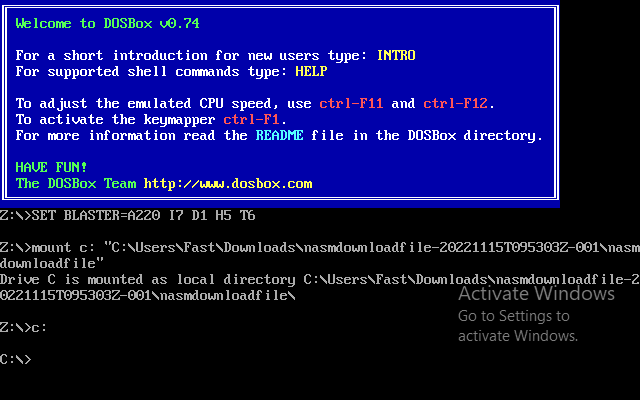 Welcome to DOSBox v0.74
For a short introduction for new users type: INTRO
For supported shell commands type: HELP
To adjust the emulated CPU speed, use ctrl-F11 and ctrl-F12.
To activate the keymapper ctrl-F1.
For more information read the README file in the DOSBox directory.
HAVE FUN!
The DOSBox Team http://www.dosbox.com
Z:\>SET BLASTER=A220 I7 D1 H5 T6
Z:\>mount c: "C:\Users\Fast\Downloads\nasmdownloadfile-20221115T095303Z-001\nasm
downloadfile"
Drive C is mounted as local directory C:\Users\Fast\Downloads\nasmdownloadfile-2
0221115T095303Z-001\nasmdownloadfile\
Z:\>c:
C:\>
Activate Windows
Go to Settings to
activate Windows.